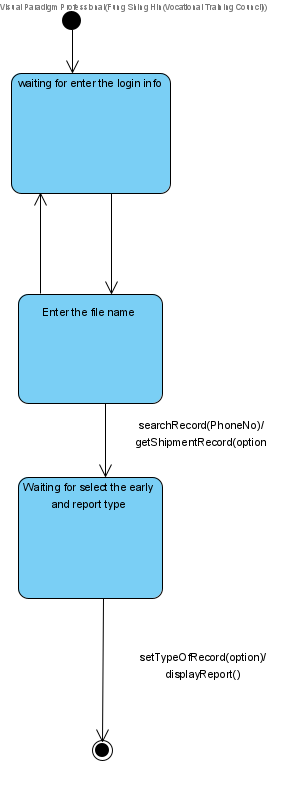 Visual Paradigm Professional(Fung Shing Hin(Vocational Training Council))
waiting for enter the login info
Enter the file name
searchRecord(PhoneNo)/
getShipmentRecord(option
Waiting for select the early
and report type
setTypeOfRecord(option)/
displayReport()